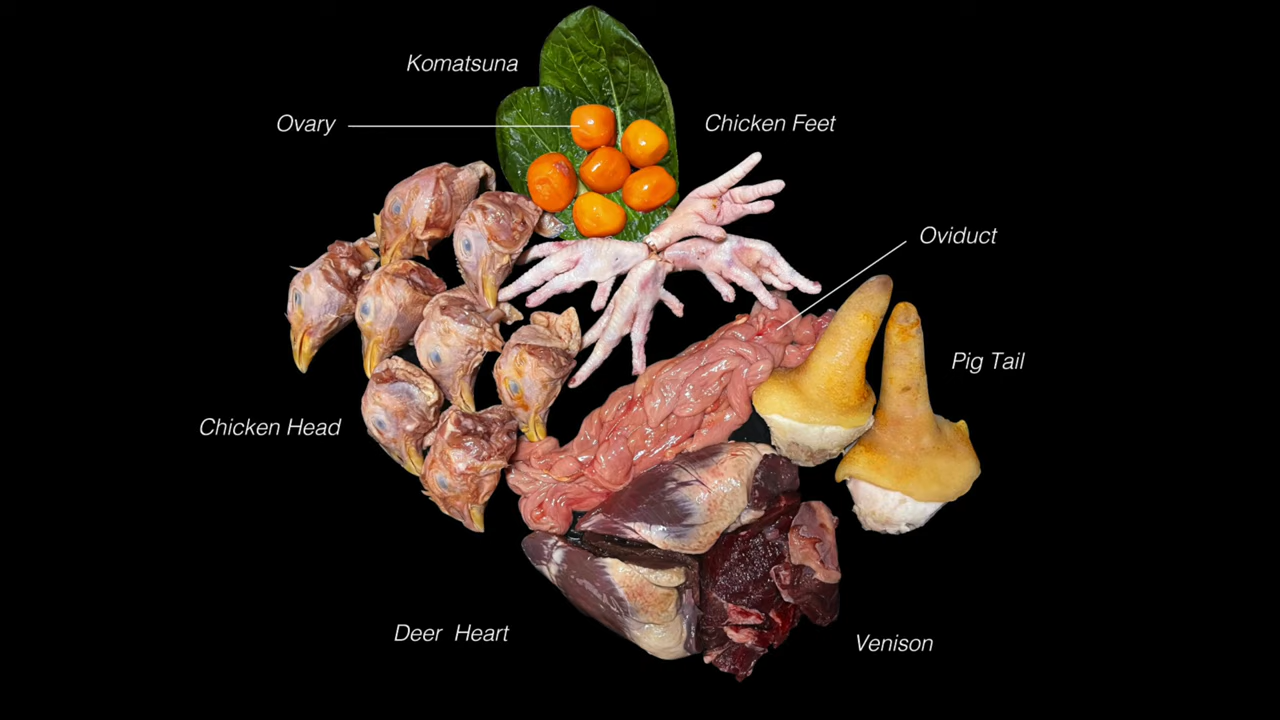 Komatsuna
Ovary
Chicken Feet
Oviduct
Pig Tail
Chicken Head
Deer Heart
Venison